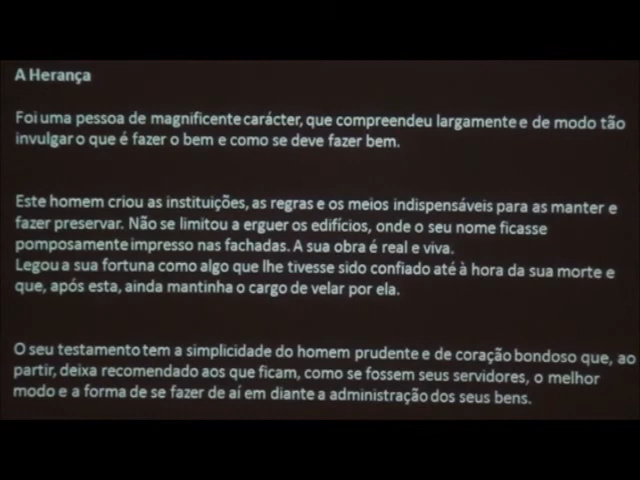 A Herança
Foi uma pessoa de magnificente carácter, que compreendeu largamente e de modo tão
invulgar o que é fazer o bem e como se deve fazer bem.
Este homem criou as instituições, as regras e os meios indispensáveis para as manter e
fazer preservar. Não se limitou a erguer os edifícios, onde o seu nome ficasse
pomposamente impresso nas fachadas. A sua obra é real e viva.
Legou a sua fortuna como algo que lhe tivesse sido confiado até à hora da sua morte e
que, após esta, ainda mantinha o cargo de velar por ela.
O seu testamento tem a simplicidade do homem prudente e de coração bondoso que, ao
partir, deixa recomendado aos que ficam, como se fossem seus servidores, o melhor
modo e a forma de se fazer de aí em diante a administração dos seus bens.